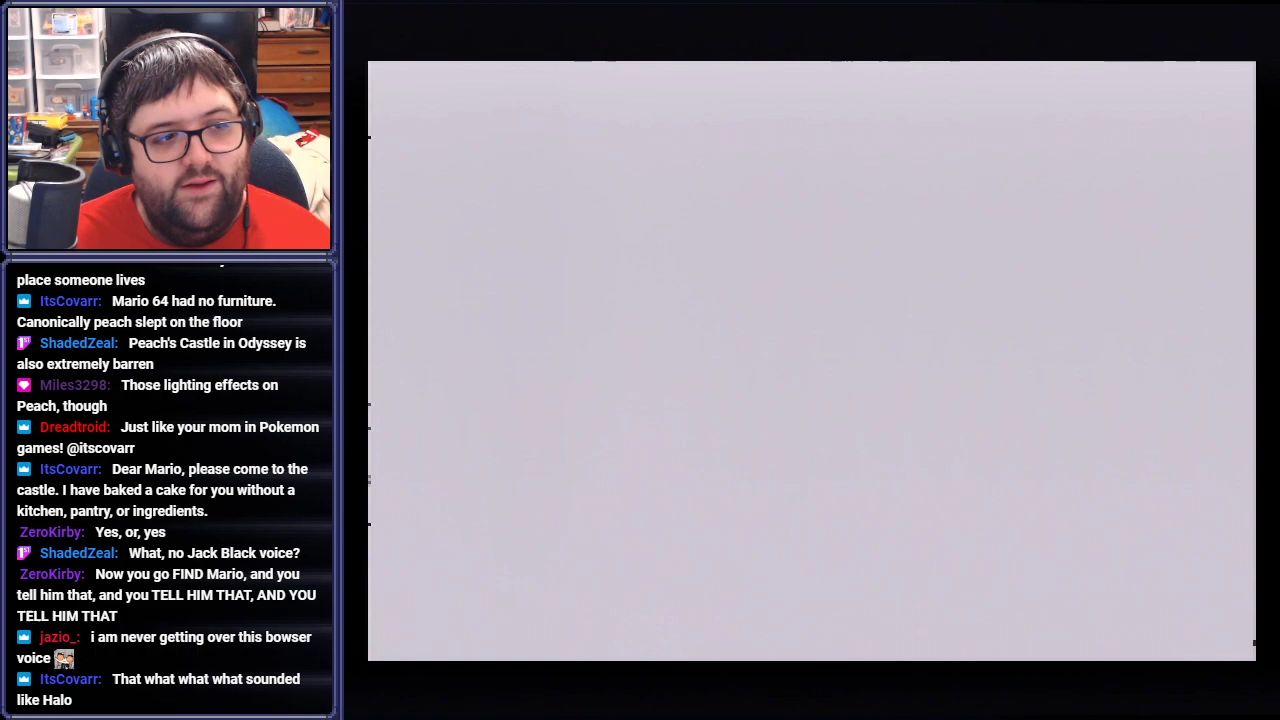 place someone lives
ItsCovarr: Mario 64 had no furniture.
Canonically peach slept on the floor
ShadedZeal: Peach's Castle in Odyssey is
also extremely barren
Miles3298: Those lighting effects on
Peach, though
Dreadtroid: Just like your mom in Pokemon
games! @itscovarr
ItsCovarr: Dear Mario, please come to the
castle. I have baked a cake for you without a
kitchen, pantry, or ingredients.
ZeroKirby: Yes, or, yes
ShadedZeal: What, no Jack Black voice?
ZeroKirby: Now you go FIND Mario, and you
tell him that, and you TELL HIM THAT, AND YOU
TELL HIM THAT
jazio_: i am never getting over this bowser
voice
ItsCovarr: That what what what sounded
like Halo